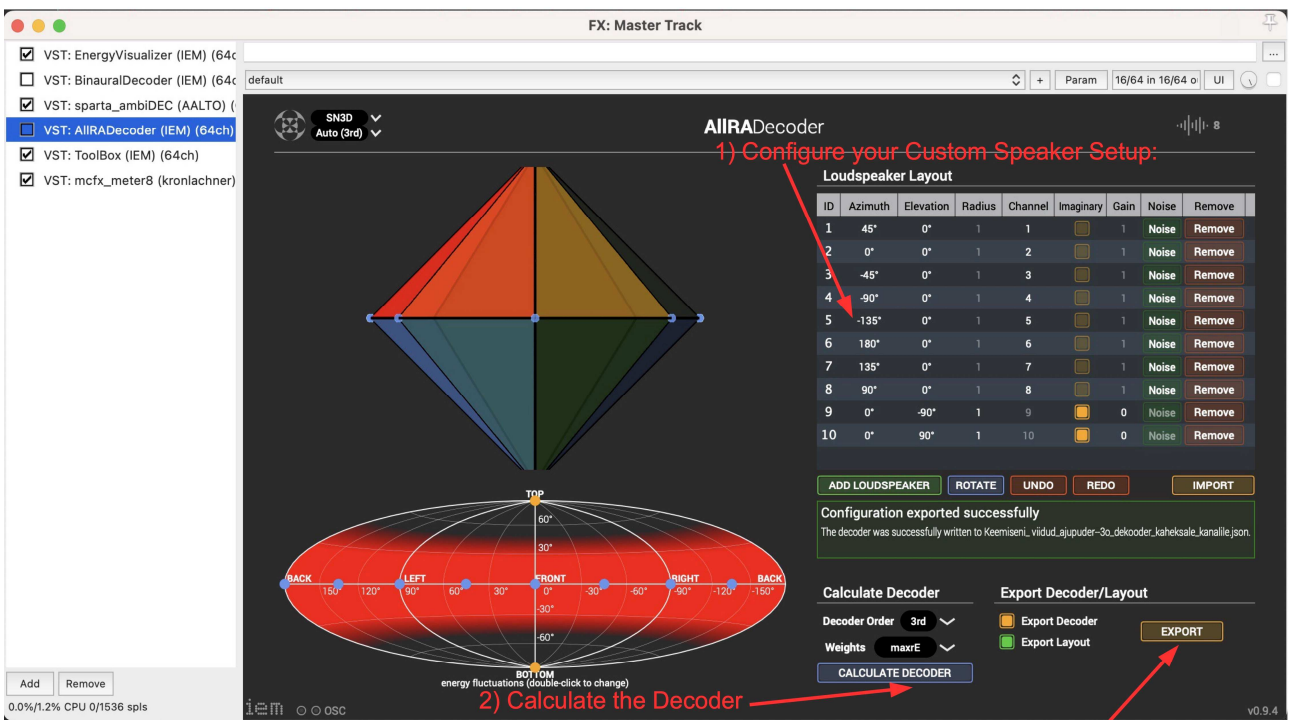 FX: Master Track
VST: EnergyVisualizer (IEM) (64c
VST: BinauralDecoder (IEM) (64c
VST: sparta_ambiDEC (AALTO) (
VST: AllRADecoder (IEM) (64ch)
VST: ToolBox (IEM) (64ch)
VST: mcfx_meter8 (kronlachner)
...
default + Param 16/64 in 16/64 o UI
SN3D
Auto (3rd)
AllRADecoder
8
1) Configure your Custom Speaker Setup:
Loudspeaker Layout
ID Azimuth Elevation Radius Channel Imaginary Gain Noise Remove
1 45° 0° 1 1 1 Noise Remove
2 0° 0° 1 2 1 Noise Remove
3 -45° 0° 1 3 1 Noise Remove
4 -90° 0° 1 4 1 Noise Remove
5 -135° 0° 1 5 1 Noise Remove
6 180° 0° 1 6 1 Noise Remove
7 135° 0° 1 7 1 Noise Remove
8 90° 0° 1 8 1 Noise Remove
9 0° -90° 1 9 0 Noise Remove
10 0° 90° 1 10 0 Noise Remove
ADD LOUDSPEAKER ROTATE UNDO REDO IMPORT
Configuration exported successfully
The decoder was successfully written to Keemiseni_ viidud_ajupuder--3o_dekooder_kaheksale_kanalile.json.
TOP
60°
30°
BACK LEFT FRONT RIGHT BACK
150° 120° 90° 60° 30° 0° -30° -60° -90° -120° -150°
-30°
-60°
BOTTOM
energy fluctuations (double-click to change)
Calculate Decoder
Decoder Order 3rd
Weights maxrE
CALCULATE DECODER
Export Decoder/Layout
Export Decoder
Export Layout
EXPORT
2) Calculate the Decoder
Add Remove
0.0%/1.2% CPU 0/1536 spls
iem OSC
v0.9.4